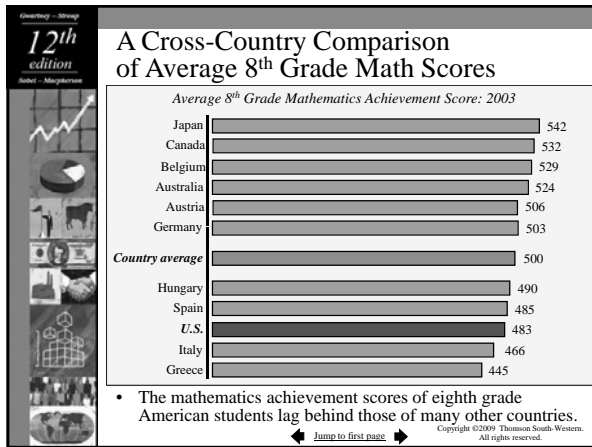 Gwartney – Stroup
12th
edition
Sobel – Macpherson
A Cross-Country Comparison
of Average 8th Grade Math Scores
Average 8th Grade Mathematics Achievement Score: 2003
Japan 542
Canada 532
Belgium 529
Australia 524
Austria 506
Germany 503
Country average 500
Hungary 490
Spain 485
U.S. 483
Italy 466
Greece 445
• The mathematics achievement scores of eighth grade
American students lag behind those of many other countries.
Jump to first page
Copyright ©2009 Thomson South-Western.
All rights reserved.